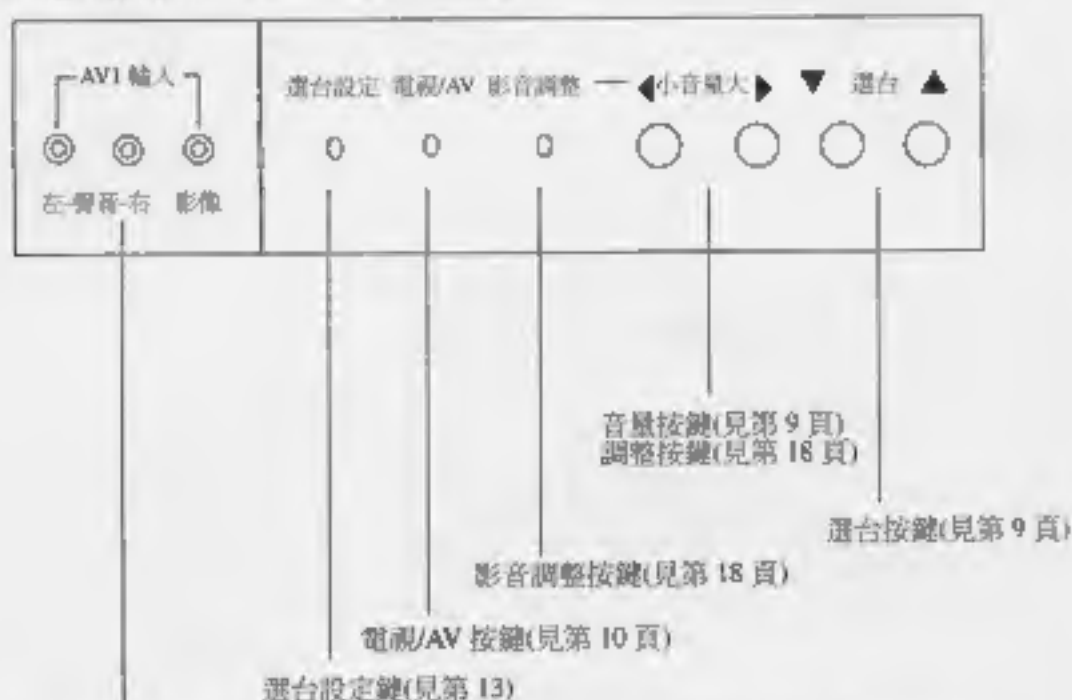 AV1 輸入
選台設定 電視/AV 影音調整 小音量大 選台
左-聲音-右 影像
音量按鍵(見第 9 頁)
調整按鍵(見第 18 頁)
選台按鍵(見第 9 頁)
影音調整按鍵(見第 18 頁)
電視/AV 按鍵(見第 10 頁)
選台設定鍵(見第 13)